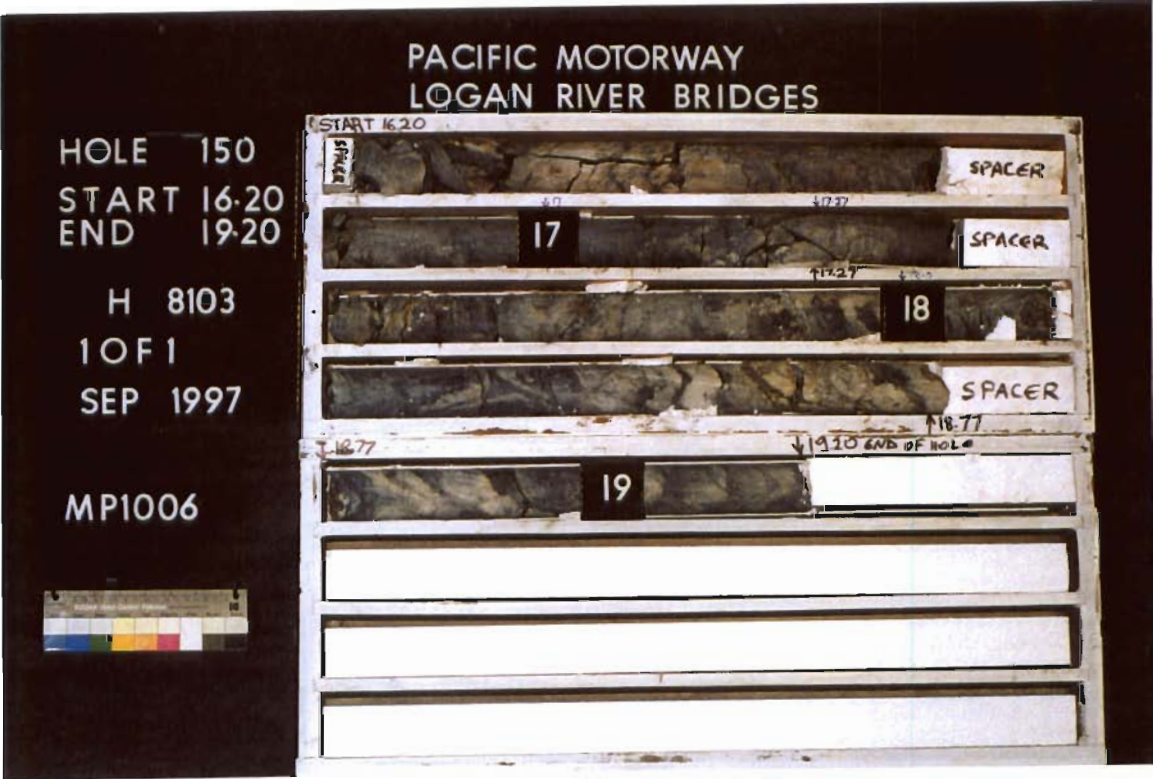 PACIFIC MOTORWAY
LOGAN RIVER BRIDGES
HOLE 150
START 16.20
END 19.20
H 8103
1 OF 1
SEP 1997
MP1006
START 16.20
SPACER
SPACER
17
↓17.27
17
SPACER
↑17.27
18
SPACER
↑18.77
18.77
↓19.20 END OF HOLE
19